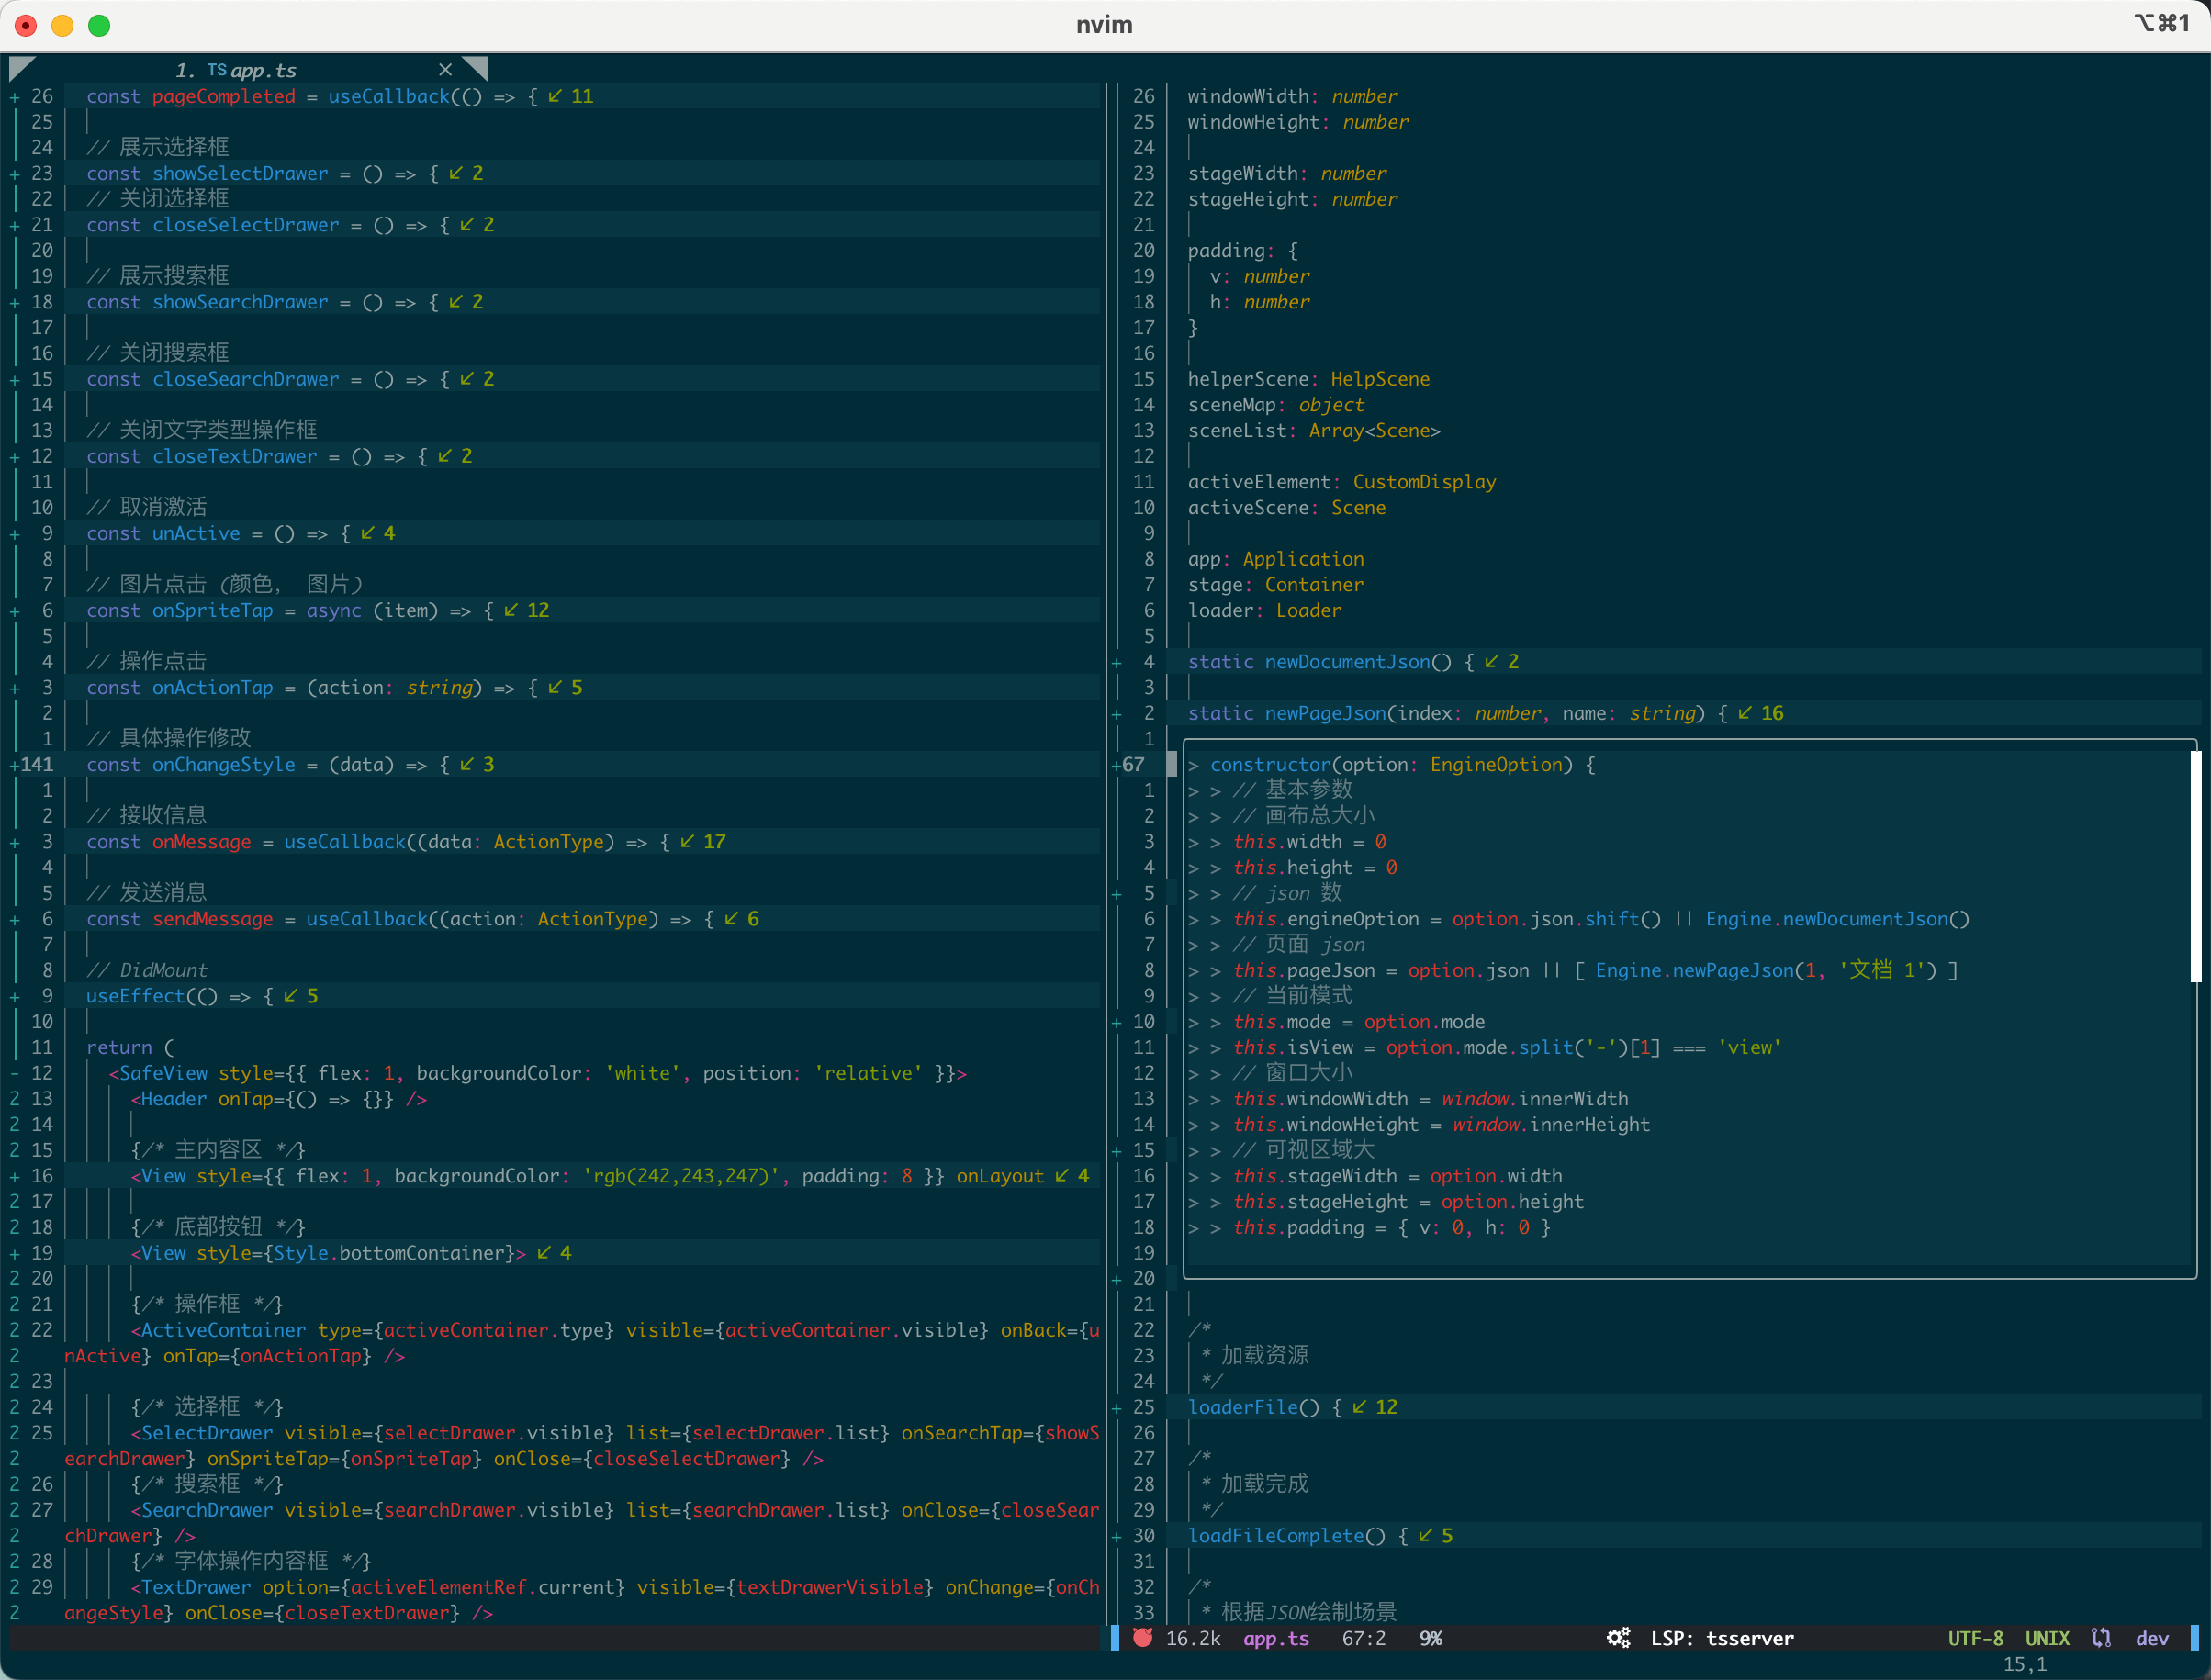 nvim
⌥⌘1
1. TS app.ts ×
+ 26 const pageCompleted = useCallback(() => { ↙ 11
25
24 // 展示选择框
+ 23 const showSelectDrawer = () => { ↙ 2
22 // 关闭选择框
+ 21 const closeSelectDrawer = () => { ↙ 2
20
19 // 展示搜索框
+ 18 const showSearchDrawer = () => { ↙ 2
17
16 // 关闭搜索框
+ 15 const closeSearchDrawer = () => { ↙ 2
14
13 // 关闭文字类型操作框
+ 12 const closeTextDrawer = () => { ↙ 2
11
10 // 取消激活
+ 9 const unActive = () => { ↙ 4
8
7 // 图片点击 (颜色, 图片)
+ 6 const onSpriteTap = async (item) => { ↙ 12
5
4 // 操作点击
+ 3 const onActionTap = (action: string) => { ↙ 5
2
1 // 具体操作修改
+141 const onChangeStyle = (data) => { ↙ 3
1
2 // 接收信息
+ 3 const onMessage = useCallback((data: ActionType) => { ↙ 17
4
5 // 发送消息
+ 6 const sendMessage = useCallback((action: ActionType) => { ↙ 6
7
8 // DidMount
+ 9 useEffect(() => { ↙ 5
10
11 return (
- 12 <SafeView style={{ flex: 1, backgroundColor: 'white', position: 'relative' }}>
2 13 <Header onTap={() => {}} />
2 14
2 15 {/* 主内容区 */}
+ 16 <View style={{ flex: 1, backgroundColor: 'rgb(242,243,247)', padding: 8 }} onLayout ↙ 4
2 17
2 18 {/* 底部按钮 */}
+ 19 <View style={Style.bottomContainer}> ↙ 4
2 20
2 21 {/* 操作框 */}
2 22 <ActiveContainer type={activeContainer.type} visible={activeContainer.visible} onBack={u
2 nActive} onTap={onActionTap} />
2 23
2 24 {/* 选择框 */}
2 25 <SelectDrawer visible={selectDrawer.visible} list={selectDrawer.list} onSearchTap={showS
2 earchDrawer} onSpriteTap={onSpriteTap} onClose={closeSelectDrawer} />
2 26 {/* 搜索框 */}
2 27 <SearchDrawer visible={searchDrawer.visible} list={searchDrawer.list} onClose={closeSear
2 chDrawer} />
2 28 {/* 字体操作内容框 */}
2 29 <TextDrawer option={activeElementRef.current} visible={textDrawerVisible} onChange={onCh
2 angeStyle} onClose={closeTextDrawer} />
26 windowWidth: number
25 windowHeight: number
24
23 stageWidth: number
22 stageHeight: number
21
20 padding: {
19 v: number
18 h: number
17 }
16
15 helperScene: HelpScene
14 sceneMap: object
13 sceneList: Array<Scene>
12
11 activeElement: CustomDisplay
10 activeScene: Scene
9
8 app: Application
7 stage: Container
6 loader: Loader
5
+ 4 static newDocumentJson() { ↙ 2
3
+ 2 static newPageJson(index: number, name: string) { ↙ 16
1
+67 > constructor(option: EngineOption) {
1 > > // 基本参数
2 > > // 画布总大小
3 > > this.width = 0
4 > > this.height = 0
+ 5 > > // json 数
6 > > this.engineOption = option.json.shift() || Engine.newDocumentJson()
7 > > // 页面 json
8 > > this.pageJson = option.json || [ Engine.newPageJson(1, '文档 1') ]
9 > > // 当前模式
+ 10 > > this.mode = option.mode
11 > > this.isView = option.mode.split('-')[1] === 'view'
12 > > // 窗口大小
13 > > this.windowWidth = window.innerWidth
14 > > this.windowHeight = window.innerHeight
+ 15 > > // 可视区域大
16 > > this.stageWidth = option.width
17 > > this.stageHeight = option.height
18 > > this.padding = { v: 0, h: 0 }
19
+ 20
21
22 /*
23 * 加载资源
24 */
+ 25 loaderFile() { ↙ 12
26
27 /*
28 * 加载完成
29 */
+ 30 loadFileComplete() { ↙ 5
31
32 /*
33 * 根据JSON绘制场景
16.2k app.ts 67:2 9% LSP: tsserver UTF-8 UNIX dev
15,1